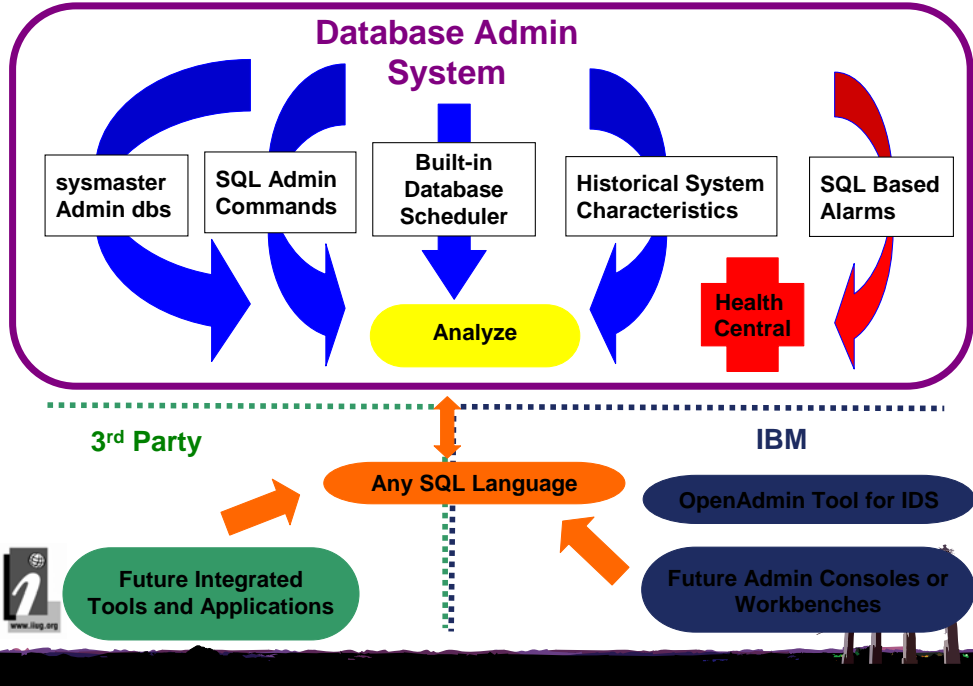 Database Admin
System
sysmaster
Admin dbs
SQL Admin
Commands
Built-in
Database
Scheduler
Historical System
Characteristics
SQL Based
Alarms
Analyze
Health
Central
3rd Party
IBM
Any SQL Language
OpenAdmin Tool for IDS
Future Integrated
Tools and Applications
Future Admin Consoles or
Workbenches
i
www.iiug.org